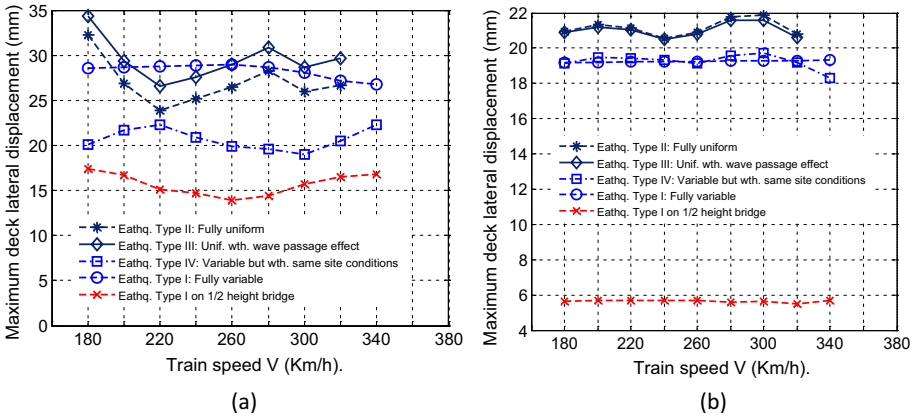 (a)
Maximum deck lateral displacement (mm)
40
35
30
25
20
15
10
5
0
Eathq. Type II: Fully uniform
Eathq. Type III: Unif. wth. wave passage effect
Eathq. Type IV: Variable but wth. same site conditions
Eathq. Type I: Fully variable
Eathq. Type I on 1/2 height bridge
180 220 260 300 340 380
Train speed V (Km/h).
(a)
(b)
Maximum deck lateral displacement (mm)
22
20
18
16
14
12
10
8
6
4
Eathq. Type II: Fully uniform
Eathq. Type III: Unif. wth. wave passage effect
Eathq. Type IV: Variable but wth. same site conditions
Eathq. Type I: Fully variable
Eathq. Type I on 1/2 height bridge
180 220 260 300 340 380
Train speed V (Km/h).
(b)